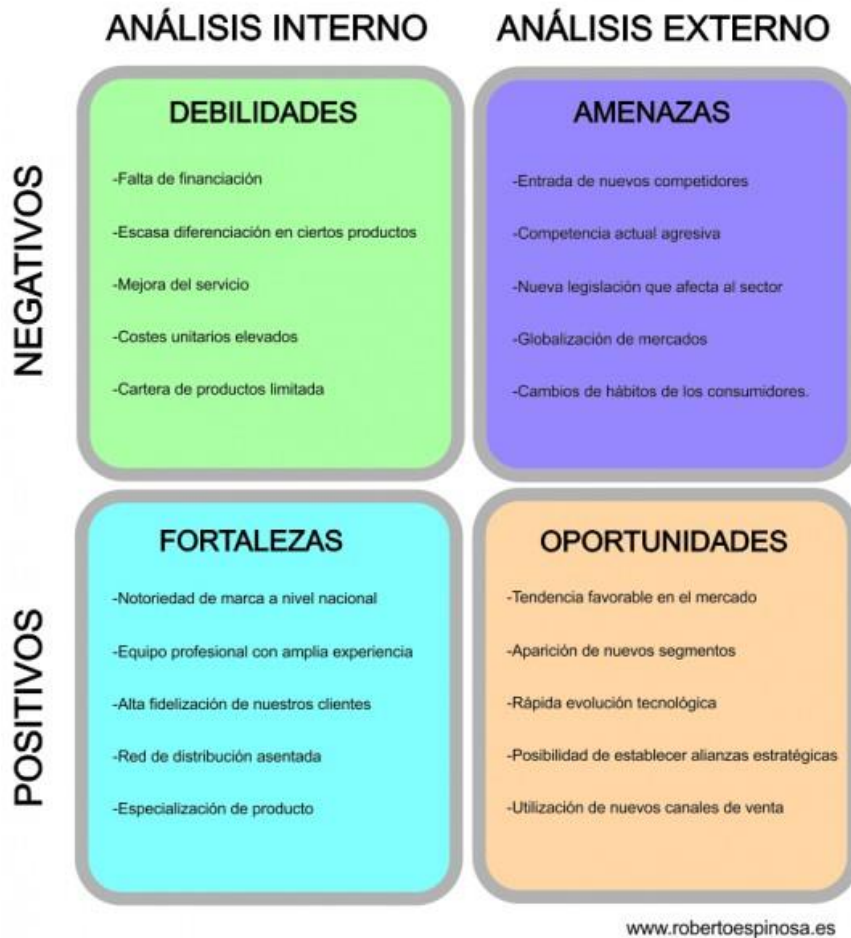 ANÁLISIS INTERNO
ANÁLISIS EXTERNO
NEGATIVOS
DEBILIDADES
-Falta de financiación
-Escasa diferenciación en ciertos productos
-Mejora del servicio
-Costes unitarios elevados
-Cartera de productos limitada
AMENAZAS
-Entrada de nuevos competidores
-Competencia actual agresiva
-Nueva legislación que afecta al sector
-Globalización de mercados
-Cambios de hábitos de los consumidores.
POSITIVOS
FORTALEZAS
-Notoriedad de marca a nivel nacional
-Equipo profesional con amplia experiencia
-Alta fidelización de nuestros clientes
-Red de distribución asentada
-Especialización de producto
OPORTUNIDADES
-Tendencia favorable en el mercado
-Aparición de nuevos segmentos
-Rápida evolución tecnológica
-Posibilidad de establecer alianzas estratégicas
-Utilización de nuevos canales de venta
www.robertoespinosa.es